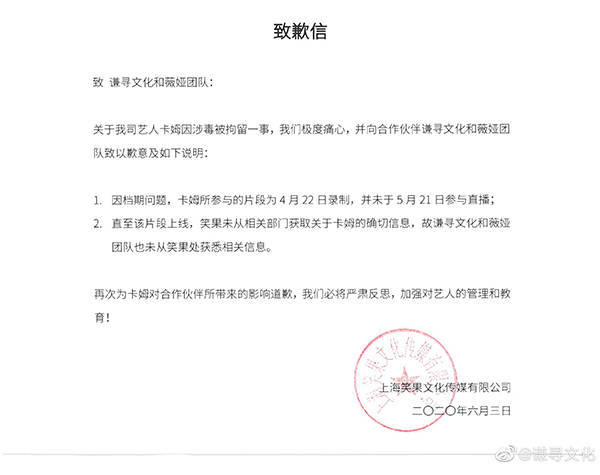 致歉信
致 谦寻文化和薇娅团队：
关于我司艺人卡姆因涉毒被拘留一事，我们极度痛心，并向合作伙伴谦寻文化和薇娅团
队致以歉意及如下说明：
1. 因档期问题，卡姆所参与的片段为 4 月 22 日录制，并未于 5 月 21 日参与直播；
2. 直至该片段上线，笑果未从相关部门获取关于卡姆的确切信息，故谦寻文化和薇娅
团队也未从笑果处获悉相关信息。
再次为卡姆对合作伙伴所带来的影响道歉，我们必将严肃反思，加强对艺人的管理和教
育！
上海笑果文化传媒有限公司
上海笑果文化传媒有限公司
二〇二〇年六月三日
@谦寻文化